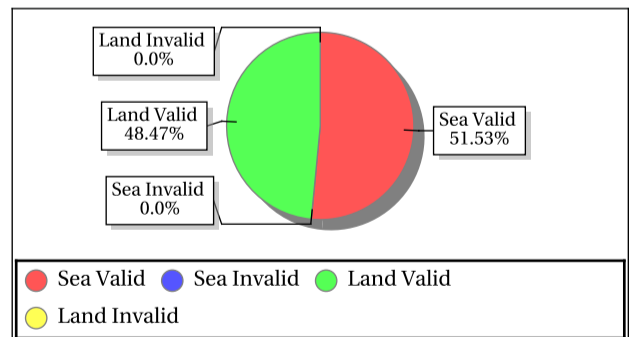 Land Invalid
0.0%
Land Valid
48.47%
Sea Valid
51.53%
Sea Invalid
0.0%
Sea Valid Sea Invalid Land Valid
Land Invalid